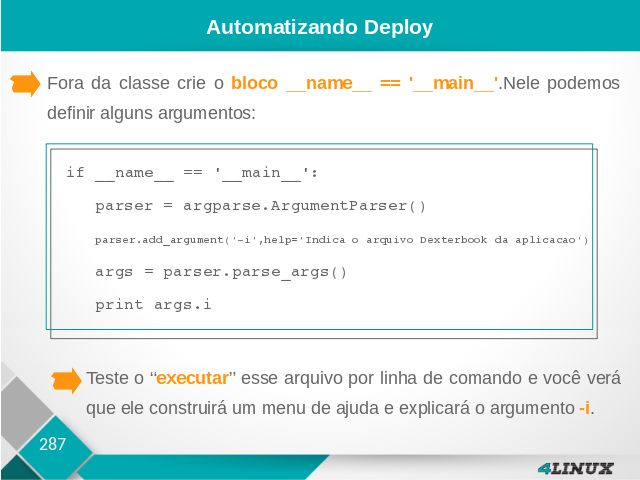 Automatizando Deploy
Fora da classe crie o bloco __name__ == '__main__'.Nele podemos
definir alguns argumentos:
if __name__ == '__main__':
parser = argparse.ArgumentParser()
parser.add_argument('-i',help='Indica o arquivo Dexterbook da aplicacao')
args = parser.parse_args()
print args.i
Teste o “executar” esse arquivo por linha de comando e você verá
que ele construirá um menu de ajuda e explicará o argumento -i.
287
4LINUX